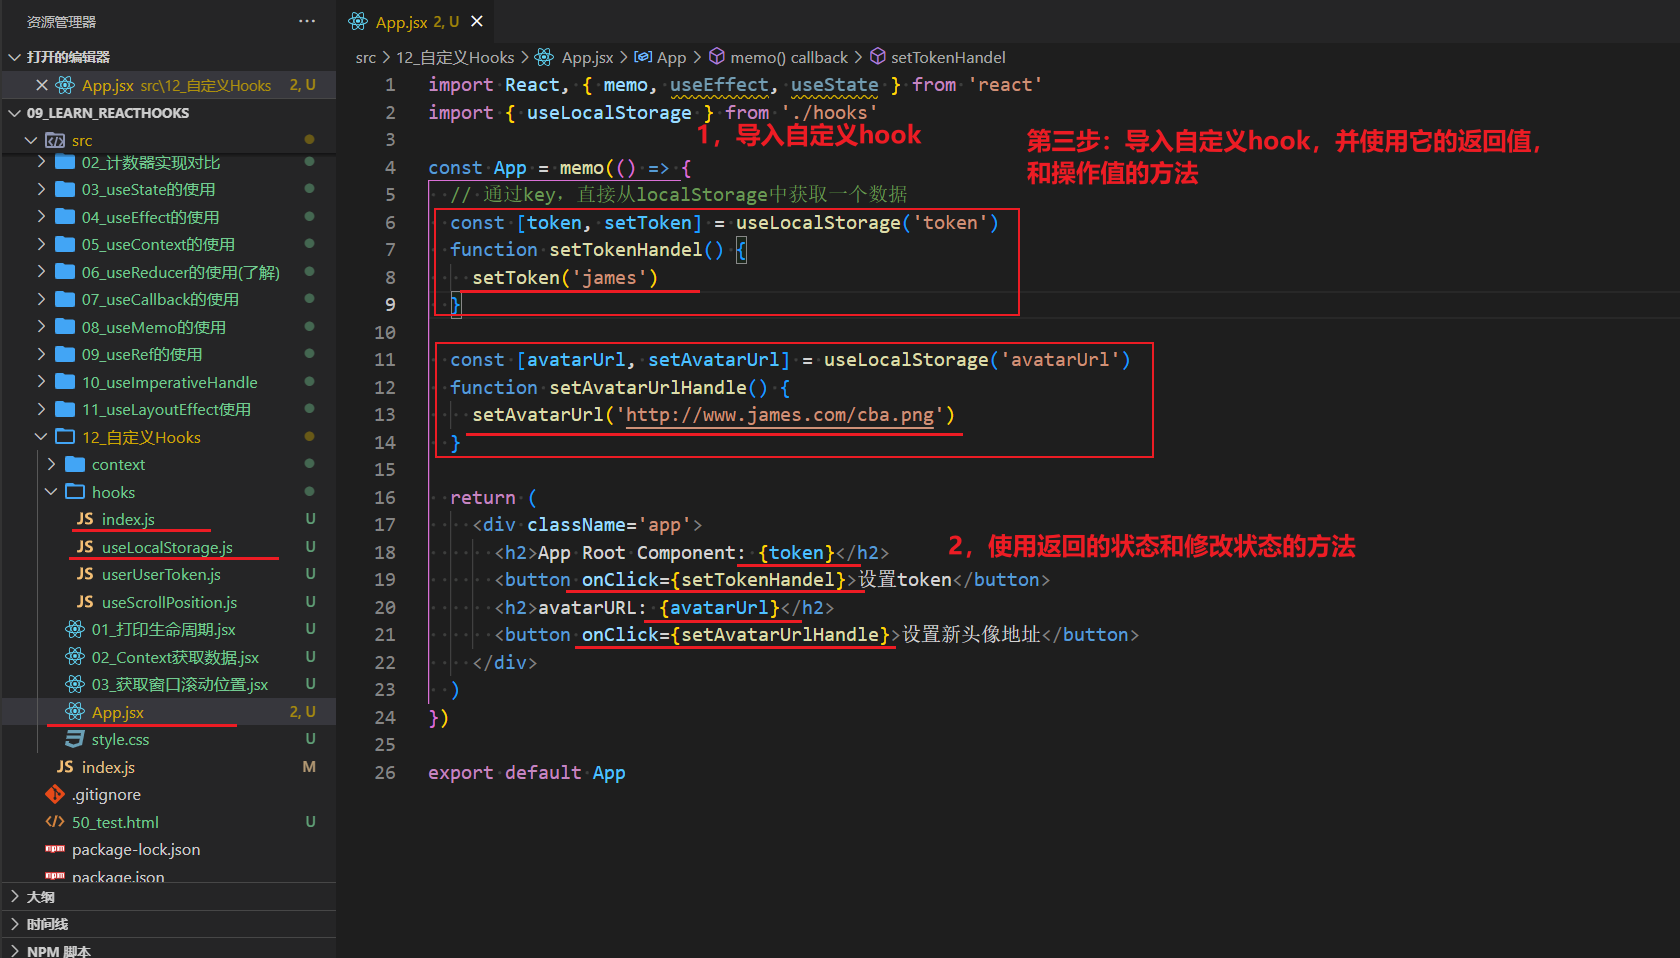 资源管理器
···
App.jsx 2, U
打开的编辑器
App.jsx src\12_自定义Hooks 2, U
09_LEARN_REACTHOOKS
src
02_计数器实现对比
03_useState的使用
04_useEffect的使用
05_useContext的使用
06_useReducer的使用(了解)
07_useCallback的使用
08_useMemo的使用
09_useRef的使用
10_useImperativeHandle
11_useLayoutEffect使用
12_自定义Hooks
context
hooks
JS index.js U
JS useLocalStorage.js U
JS userUserToken.js U
JS useScrollPosition.js U
01_打印生命周期.jsx U
02_Context获取数据.jsx U
03_获取窗口滚动位置.jsx U
App.jsx 2, U
style.css U
JS index.js M
.gitignore
50_test.html U
npm package-lock.json
npm package.json
大纲
时间线
NPM 脚本
src > 12_自定义Hooks > App.jsx > App > memo() callback > setTokenHandel
1 import React, { memo, useEffect, useState } from 'react'
2 import { useLocalStorage } from './hooks'
1，导入自定义hook
第三步：导入自定义hook，并使用它的返回值，
和操作值的方法
3
4 const App = memo(() => {
5 // 通过key，直接从localStorage中获取一个数据
6 const [token, setToken] = useLocalStorage('token')
7 function setTokenHandel() {
8 setToken('james')
9 }
10
11 const [avatarUrl, setAvatarUrl] = useLocalStorage('avatarUrl')
12 function setAvatarUrlHandle() {
13 setAvatarUrl('http://www.james.com/cba.png')
14 }
15
16 return (
17 <div className='app'>
18 <h2>App Root Component: {token}</h2>
2，使用返回的状态和修改状态的方法
19 <button onClick={setTokenHandel}>设置token</button>
20 <h2>avatarURL: {avatarUrl}</h2>
21 <button onClick={setAvatarUrlHandle}>设置新头像地址</button>
22 </div>
23 )
24 })
25
26 export default App